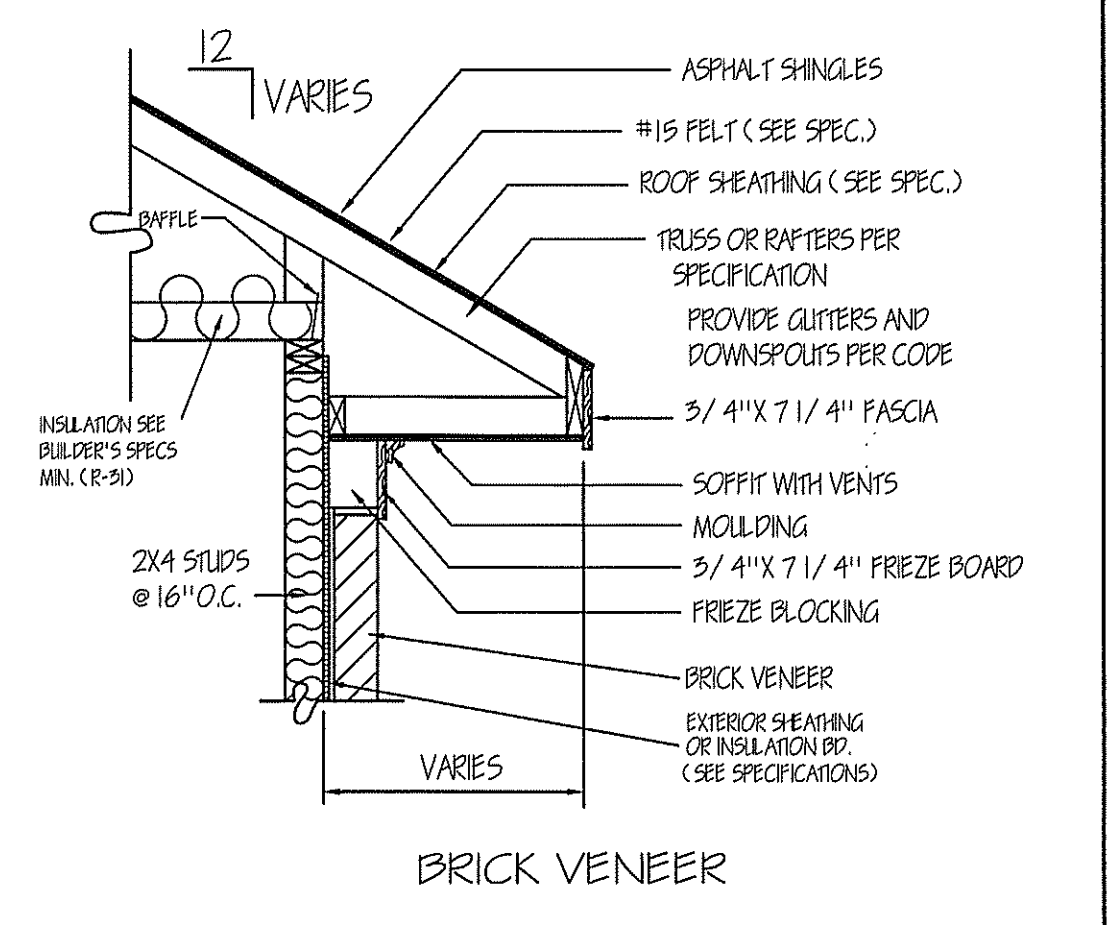 12
VARIES
ASPHALT SHINGLES
#15 FELT (SEE SPEC.)
ROOF SHEATHING (SEE SPEC.)
BAFFLE
TRUSS OR RAFTERS PER
SPECIFICATION
PROVIDE GUTTERS AND
DOWNSPOUTS PER CODE
3/4"X 7 1/4" FASCIA
INSULATION SEE
BUILDER'S SPECS
MIN. (R-31)
SOFFIT WITH VENTS
MOULDING
3/4"X 7 1/4" FRIEZE BOARD
FRIEZE BLOCKING
2X4 STUDS
@ 16" O.C.
BRICK VENEER
EXTERIOR SHEATHING
OR INSULATION BD.
(SEE SPECIFICATIONS)
VARIES
BRICK VENEER